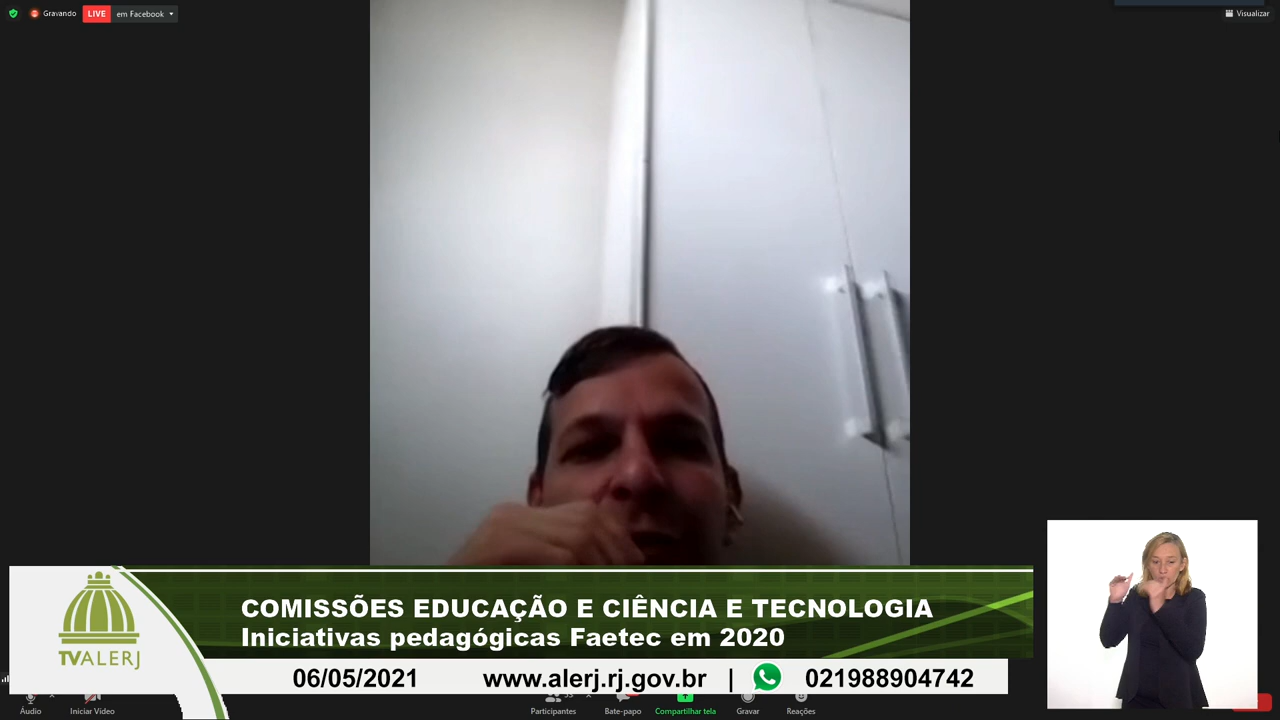 Gravando
LIVE
em Facebook
Visualizar
COMISSÕES EDUCAÇÃO E CIÊNCIA E TECNOLOGIA
Iniciativas pedagógicas Faetec em 2020
TVALERJ
06/05/2021 www.alerj.rj.gov.br | 021988904742
Áudio
Iniciar Vídeo
Participantes
Bate-papo
Compartilhar tela
Gravar
Reações